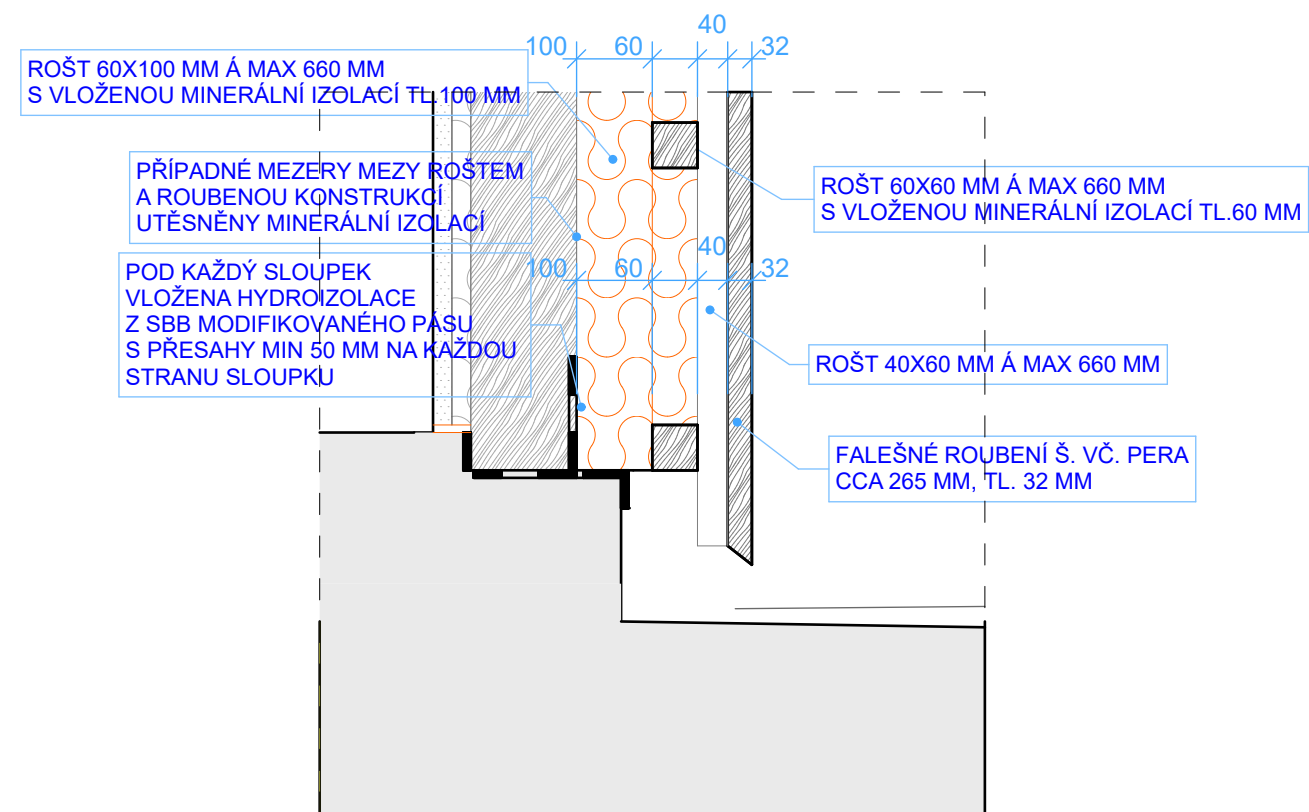 40
100 60 32
ROŠT 60X100 MM Á MAX 660 MM
S VLOŽENOU MINERÁLNÍ IZOLACÍ TL.100 MM
PŘÍPADNÉ MEZERY MEZY ROŠTEM
A ROUBENOU KONSTRUKCÍ
UTĚSNĚNY MINERÁLNÍ IZOLACÍ
ROŠT 60X60 MM Á MAX 660 MM
S VLOŽENOU MINERÁLNÍ IZOLACÍ TL.60 MM
40
100 60 32
POD KAŽDÝ SLOUPEK
VLOŽENA HYDROIZOLACE
Z SBB MODIFIKOVANÉHO PÁSU
S PŘESAHY MIN 50 MM NA KAŽDOU
STRANU SLOUPKU
ROŠT 40X60 MM Á MAX 660 MM
FALEŠNÉ ROUBENÍ Š. VČ. PERA
CCA 265 MM, TL. 32 MM